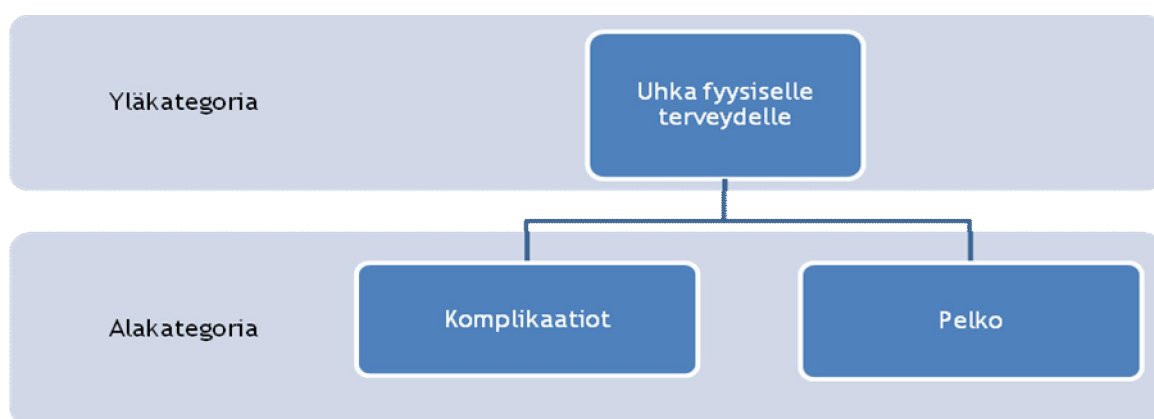 Yläkategoria
Uhka fyysiselle
terveydelle
Alakategoria
Komplikaatiot
Pelko